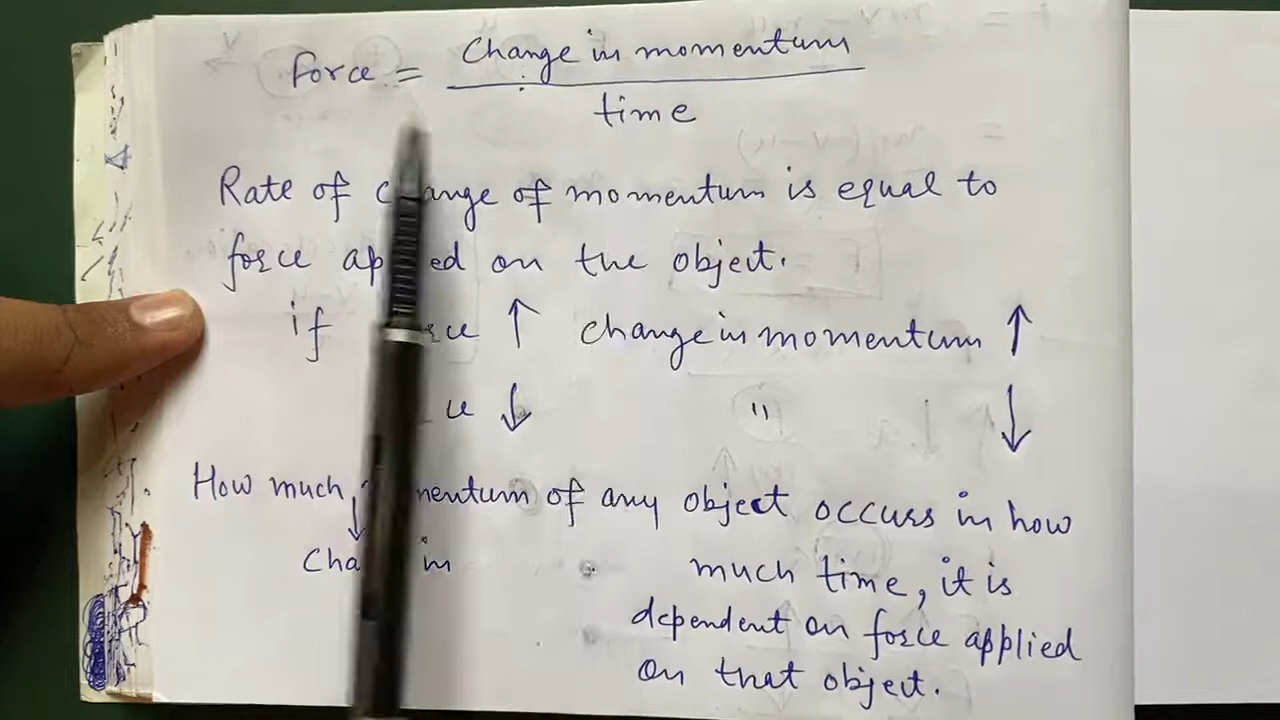 Force = Change in momentum
time
Rate of change of momentum is equal to
force applied on the object.
if force ↑ change in momentum ↑
↓ " ↓
How much momentum of any object occurs in how
Change in much time, it is
dependent on force applied
on that object.